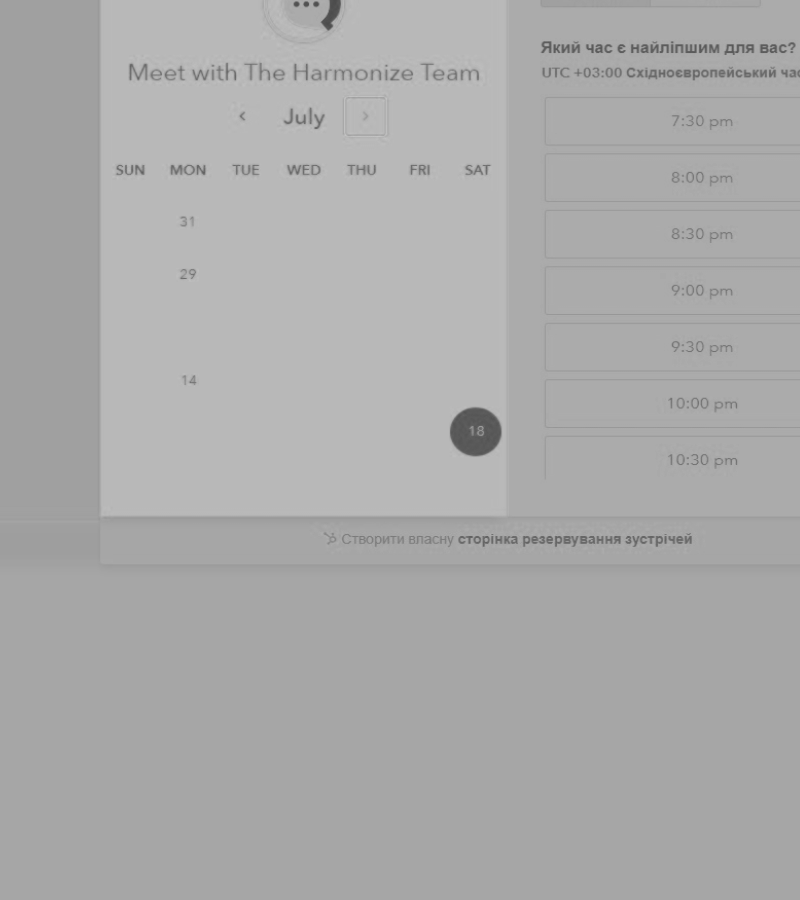 Meet with The Harmonize Team
‹ July ›
SUN MON TUE WED THU FRI SAT
31
29
14
18
Який час є найліпшим для вас?
UTC +03:00 Східноєвропейський час
7:30 pm
8:00 pm
8:30 pm
9:00 pm
9:30 pm
10:00 pm
10:30 pm
Створити власну сторінка резервування зустрічей